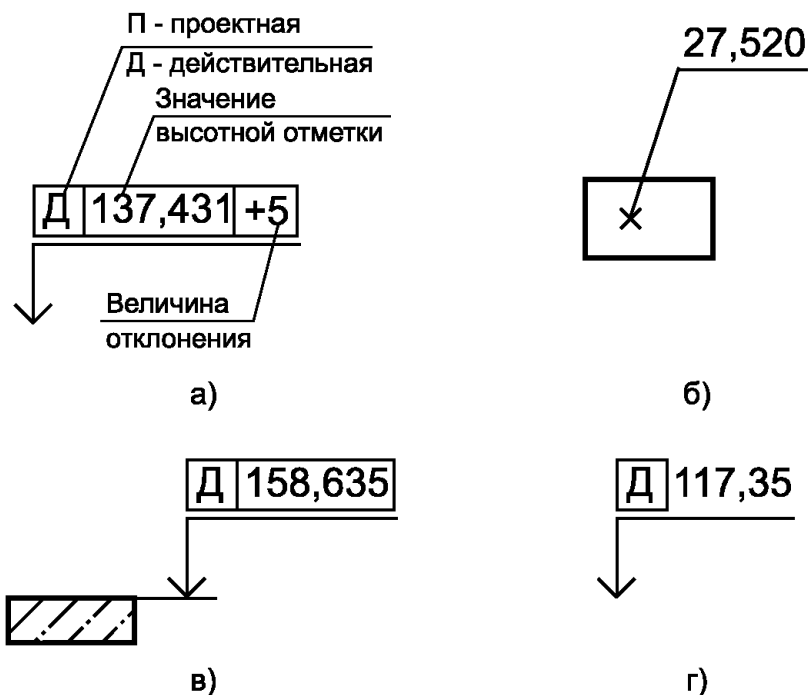 П - проектная
Д - действительная
Значение
высотной отметки
Д 137,431 +5
Величина
отклонения
а)
27,520
б)
Д 158,635
в)
Д 117,35
г)